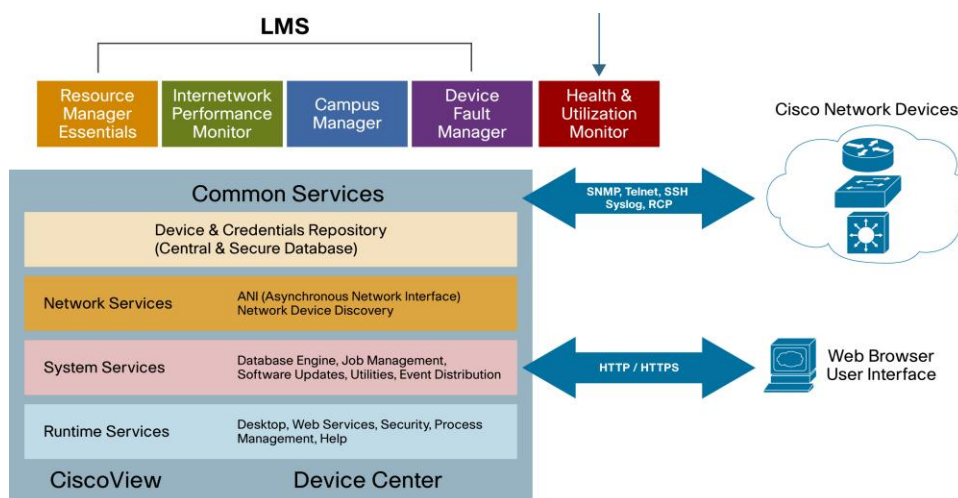 LMS
Resource
Manager
Essentials
Internetwork
Performance
Monitor
Campus
Manager
Device
Fault
Manager
Health &
Utilization
Monitor
Cisco Network Devices
Common Services
SNMP, Telnet, SSH
Syslog, RCP
Device & Credentials Repository
(Central & Secure Database)
Network Services
ANI (Asynchronous Network Interface)
Network Device Discovery
System Services
Database Engine, Job Management,
Software Updates, Utilities, Event Distribution
HTTP / HTTPS
Web Browser
User Interface
Runtime Services
Desktop, Web Services, Security, Process
Management, Help
CiscoView
Device Center